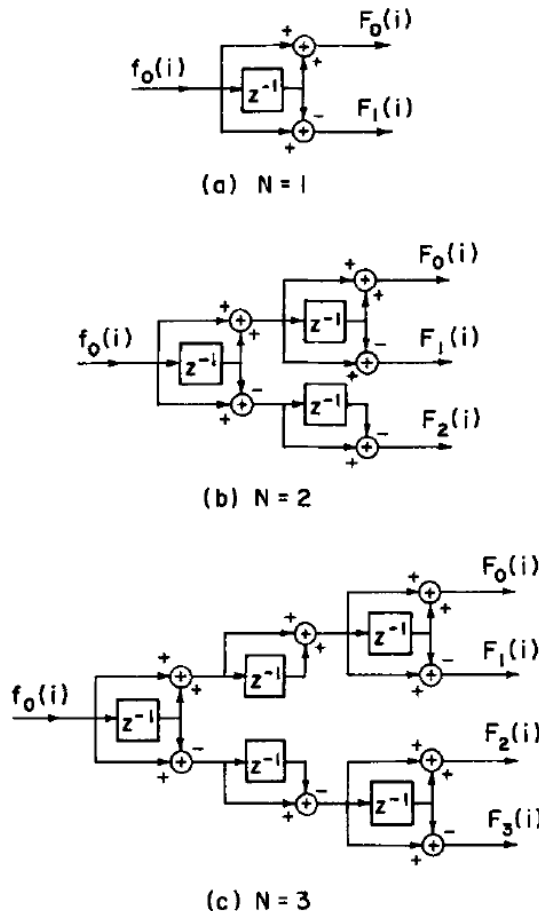 F₀(i)
+
+
f₀(i)
z⁻¹
−
F₁(i)
+
(a) N = 1
F₀(i)
+
+
+
z⁻¹
+
f₀(i)
−
F₁(i)
z⁻¹
+
−
z⁻¹
+
−
F₂(i)
+
(b) N = 2
F₀(i)
+
+
+
z⁻¹
+
+
−
F₁(i)
+
z⁻¹
+
f₀(i)
z⁻¹
−
F₂(i)
+
z⁻¹
+
+
−
z⁻¹
+
−
F₃(i)
+
(c) N = 3